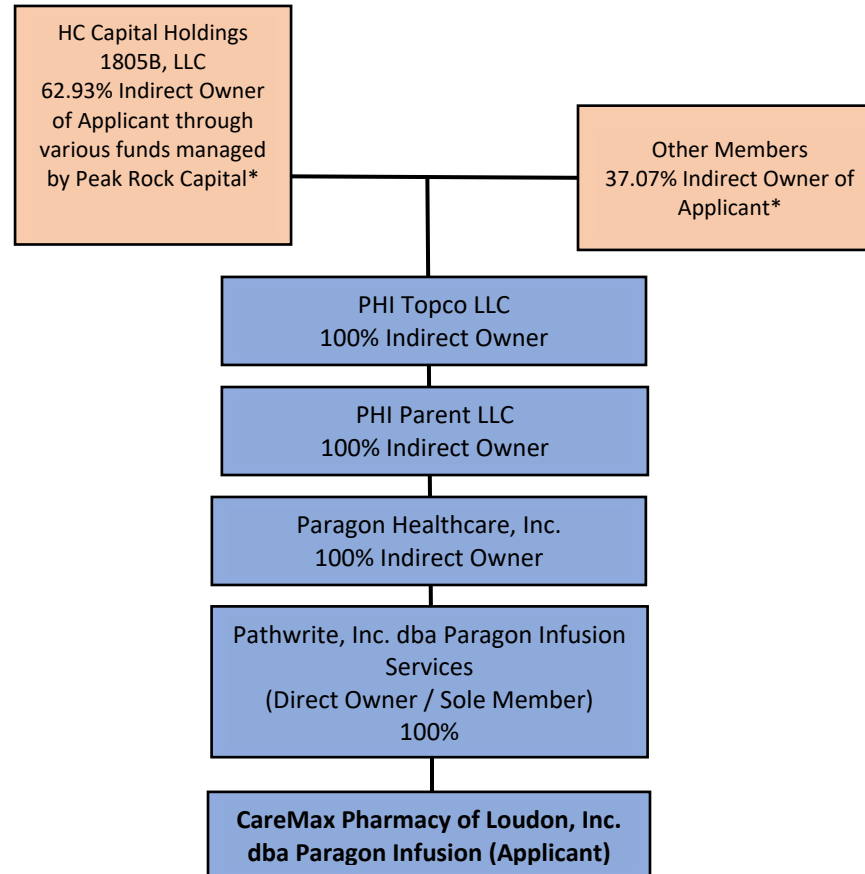 HC Capital Holdings
1805B, LLC
62.93% Indirect Owner
of Applicant through
various funds managed
by Peak Rock Capital*
Other Members
37.07% Indirect Owner of
Applicant*
PHI Topco LLC
100% Indirect Owner
PHI Parent LLC
100% Indirect Owner
Paragon Healthcare, Inc.
100% Indirect Owner
Pathwrite, Inc. dba Paragon Infusion
Services
(Direct Owner / Sole Member)
100%
CareMax Pharmacy of Loudon, Inc.
dba Paragon Infusion (Applicant)